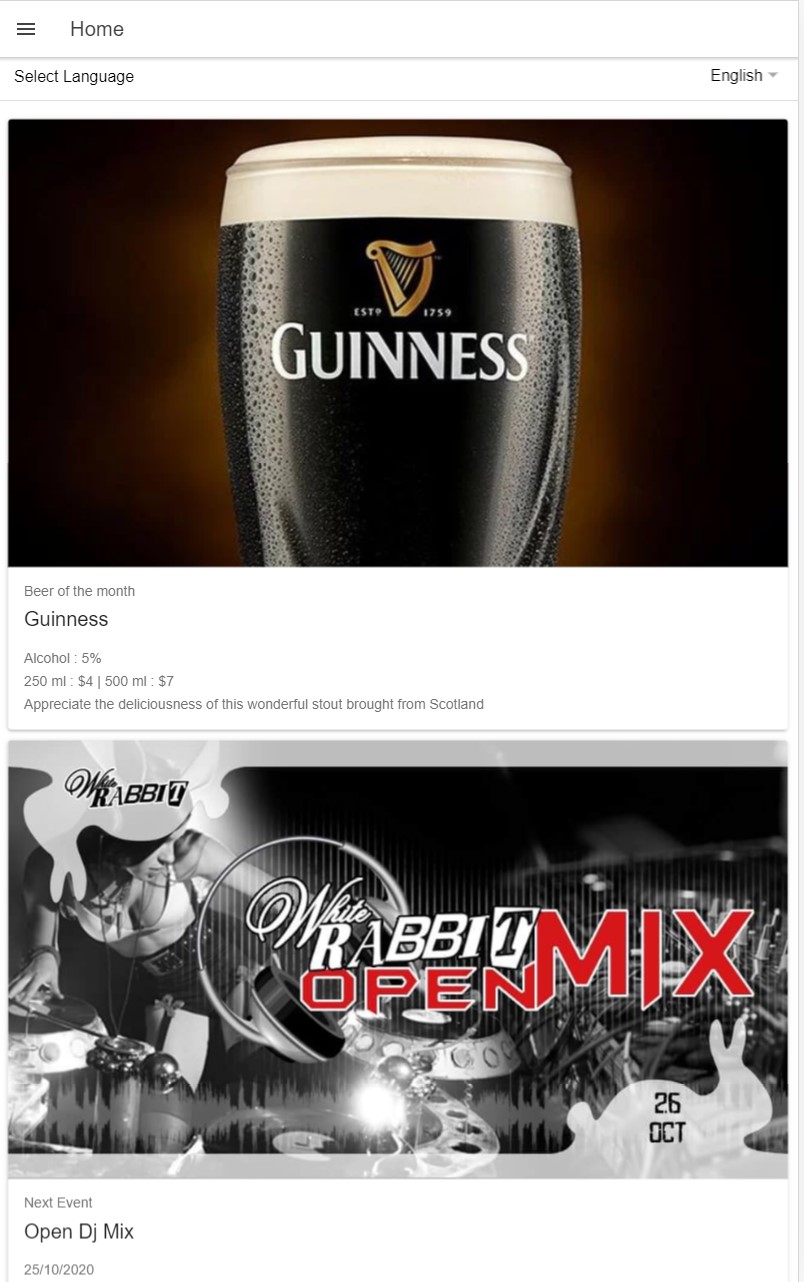 Home
Select Language
English
ESTD 1759
GUINNESS
Beer of the month
Guinness
Alcohol : 5%
250 ml : $4 | 500 ml : $7
Appreciate the deliciousness of this wonderful stout brought from Scotland
White
RABBIT
White
RABBIT
OPEN MIX
26
OCT
Next Event
Open Dj Mix
25/10/2020